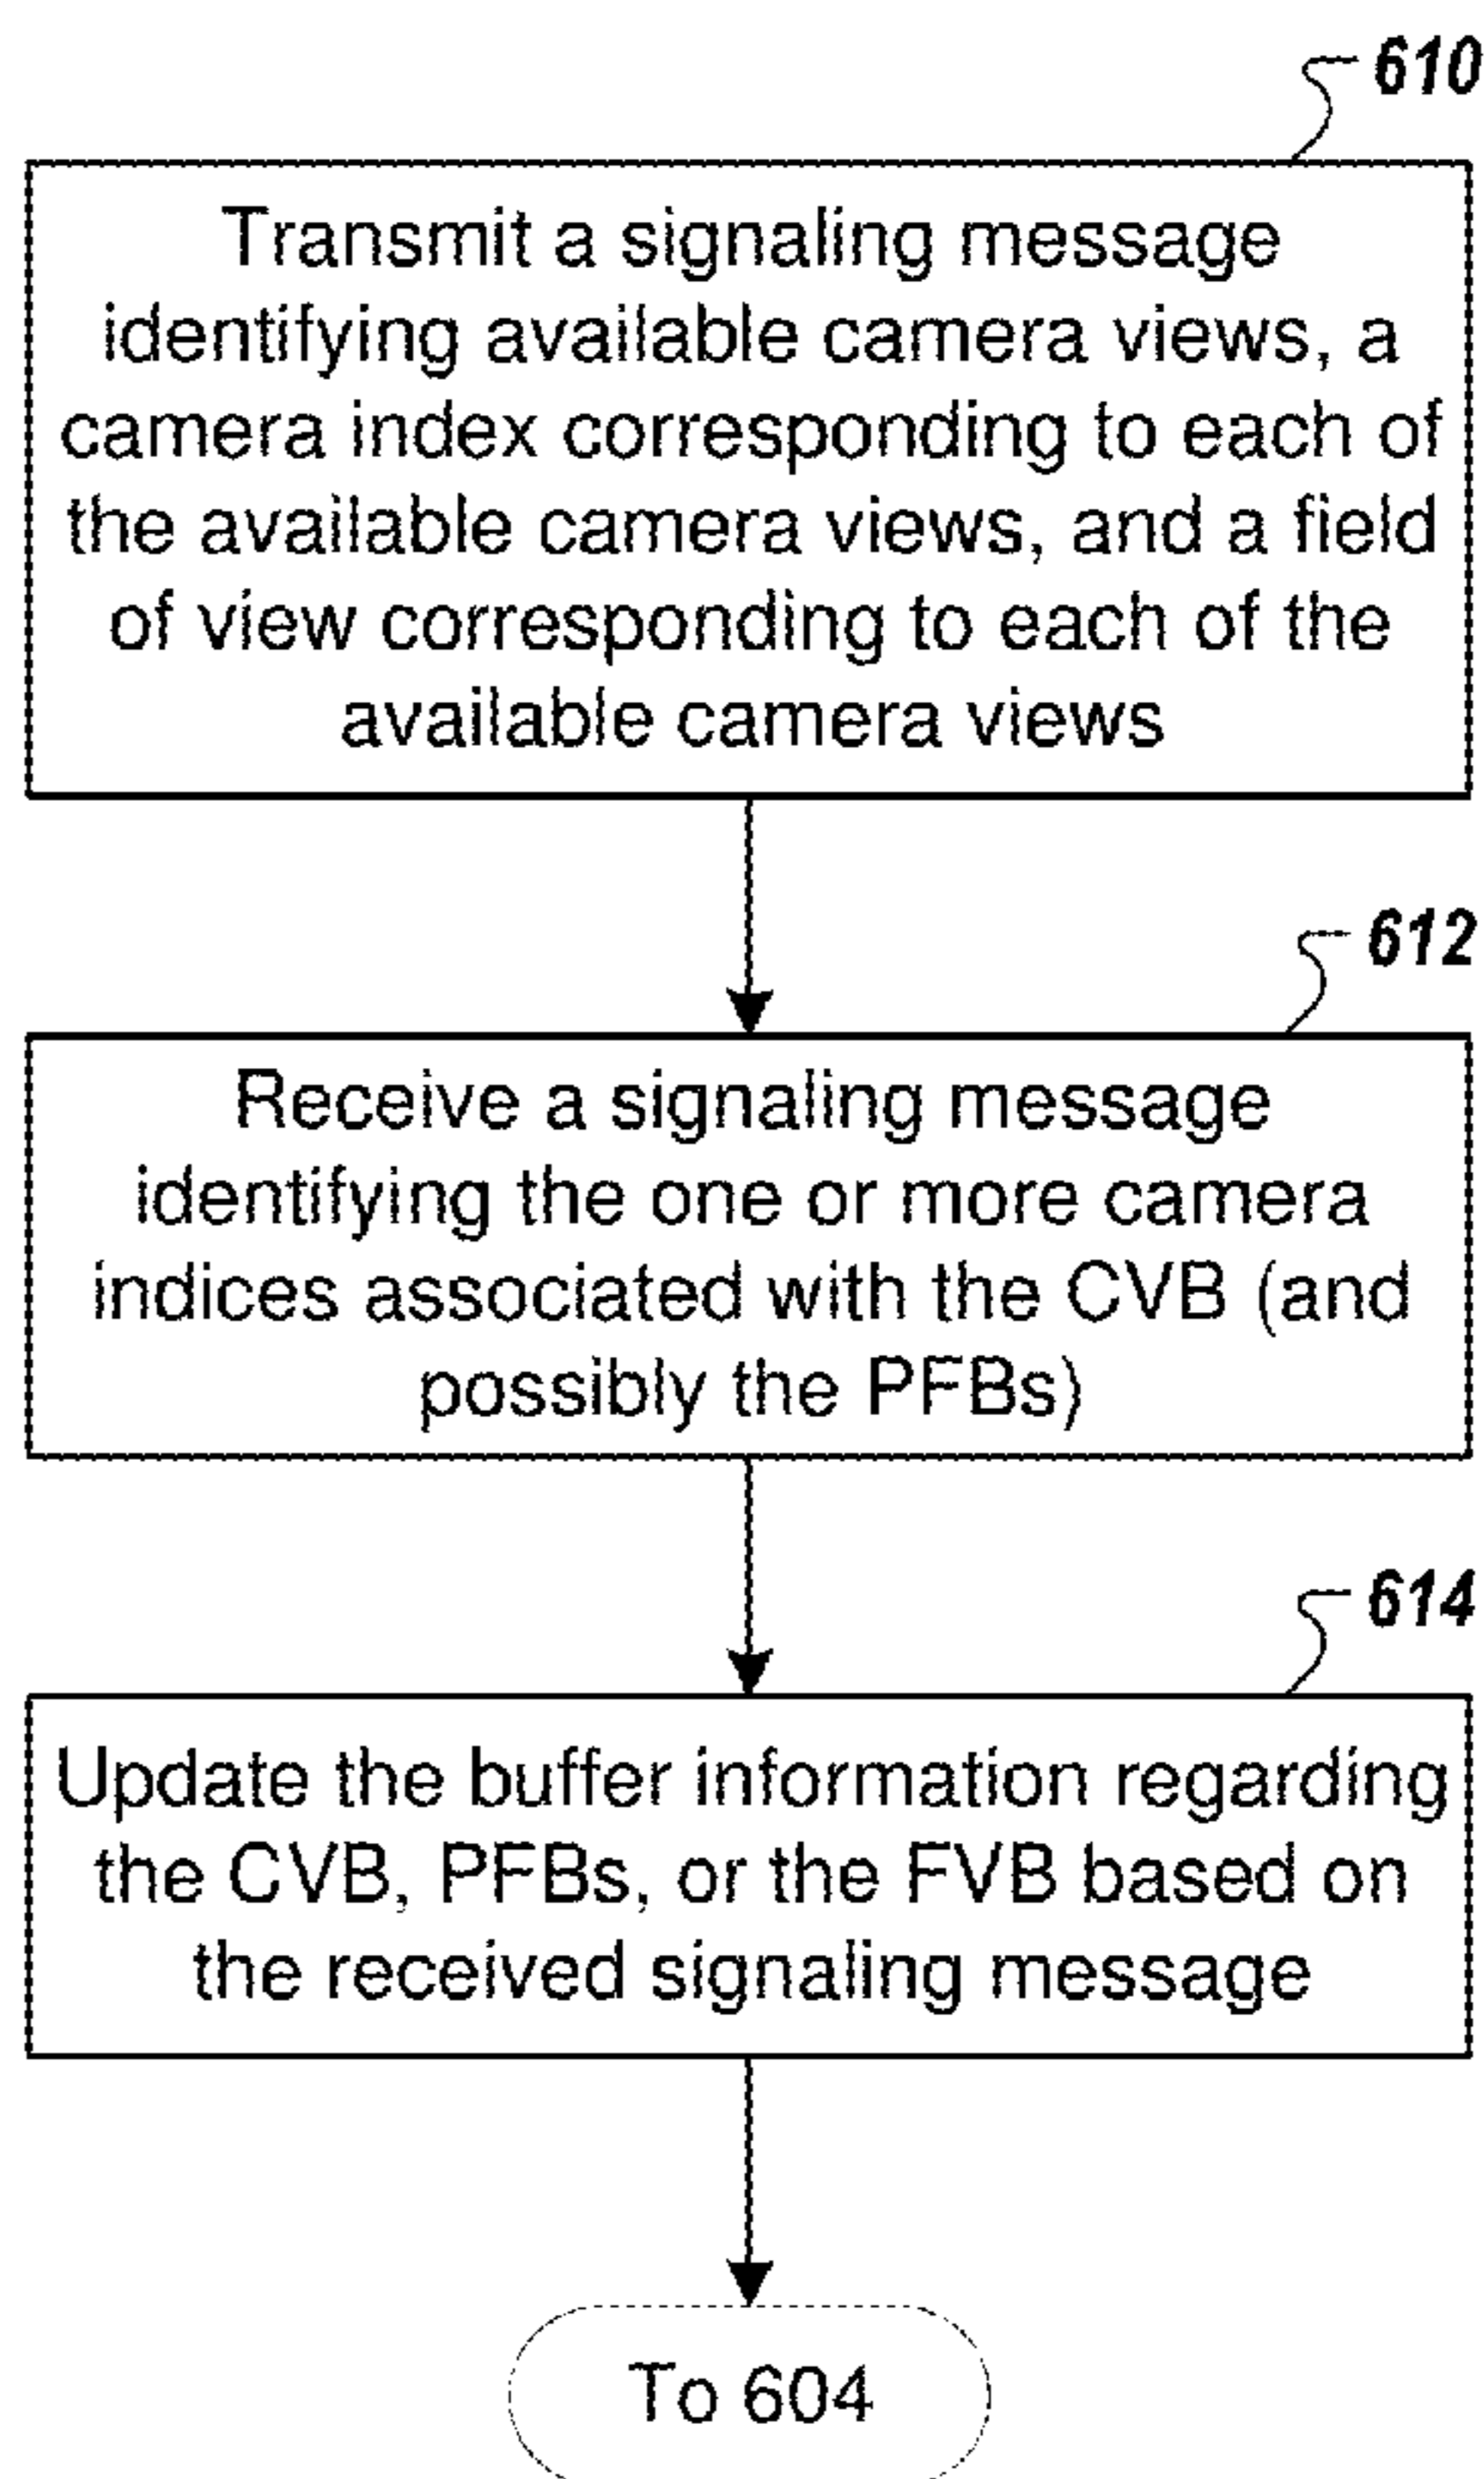 610
Transmit a signaling message
identifying available camera views, a
camera index corresponding to each of
the available camera views, and a field
of view corresponding to each of the
available camera views
612
Receive a signaling message
identifying the one or more camera
indices associated with the CVB (and
possibly the PFBs)
614
Update the buffer information regarding
the CVB, PFBs, or the FVB based on
the received signaling message
To 604